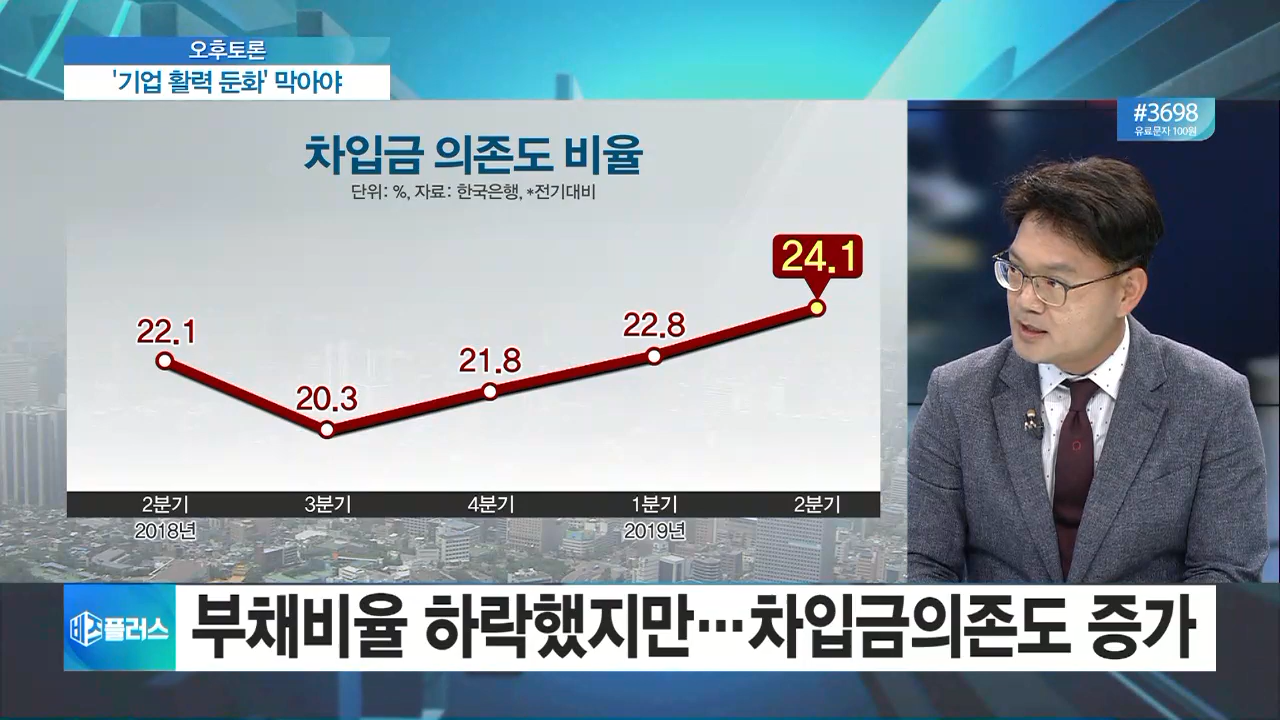 오후토론
'기업 활력 둔화' 막아야
#3698
유료문자 100원
차입금 의존도 비율
단위: %, 자료: 한국은행, *전기대비
24.1
22.1
22.8
21.8
20.3
2분기 3분기 4분기 1분기 2분기
2018년 2019년
비즈플러스
부채비율 하락했지만…차입금의존도 증가